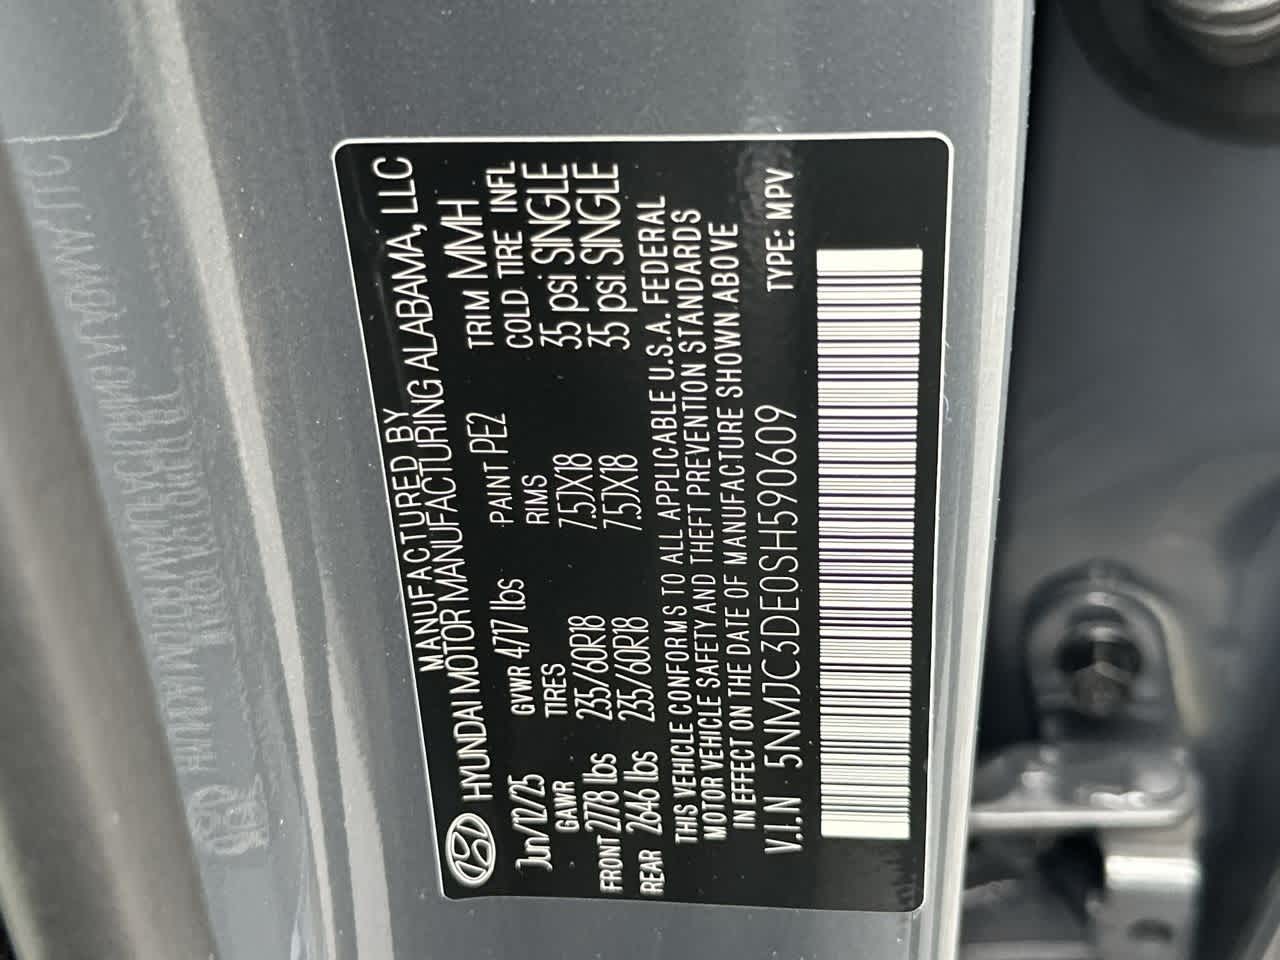 MANUFACTURED BY
HYUNDAI MOTOR MANUFACTURING ALABAMA, LLC
Jun/12/25 GVWR 4717 lbs PAINT PE2 TRIM MMH
GAWR TIRES RIMS COLD TIRE INFL
FRONT 2778 lbs 235/60R18 7.5JX18 35 psi SINGLE
REAR 2646 lbs 235/60R18 7.5JX18 35 psi SINGLE
THIS VEHICLE CONFORMS TO ALL APPLICABLE U.S.A. FEDERAL
MOTOR VEHICLE SAFETY AND THEFT PREVENTION STANDARDS
IN EFFECT ON THE DATE OF MANUFACTURE SHOWN ABOVE
V.I.N 5NMJC3DE0SH590609 TYPE: MPV